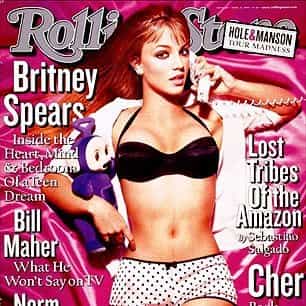 Rolling Stone
HOLE & MANSON
TOUR MADNESS
Britney
Spears
Inside the
Heart, Mind
& Bedroom
Of a Teen
Dream
Bill
Maher
What He
Won't Say on TV
Norm
Lost
Tribes
Of the
Amazon
by Sebastião
Salgado
Cher